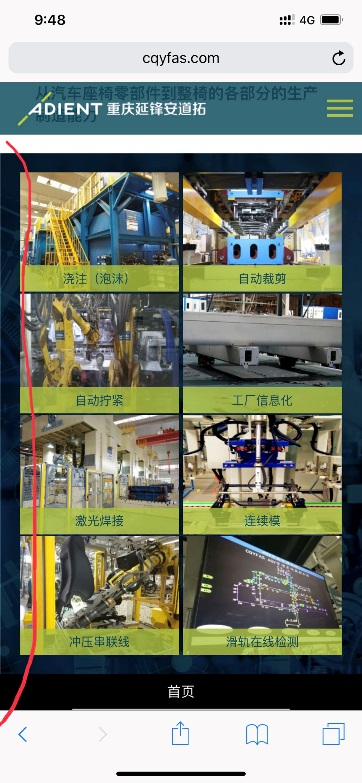 9:48
4G
cqyfas.com
从汽车座椅零部件到整椅的各部分的生产
制造能力
ADIENT 重庆延锋安道拓
浇注（泡沫）
自动裁剪
自动拧紧
工厂信息化
激光焊接
连续模
冲压串联线
滑轨在线检测
首页